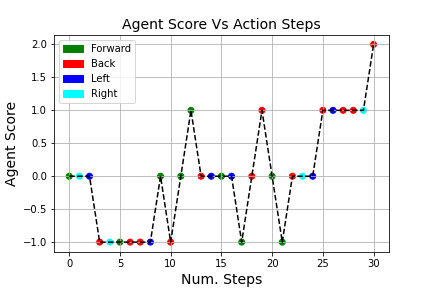 Agent Score Vs Action Steps
Agent Score
2.0
1.5
1.0
0.5
0.0
−0.5
−1.0
Forward
Back
Left
Right
0 5 10 15 20 25 30
Num. Steps